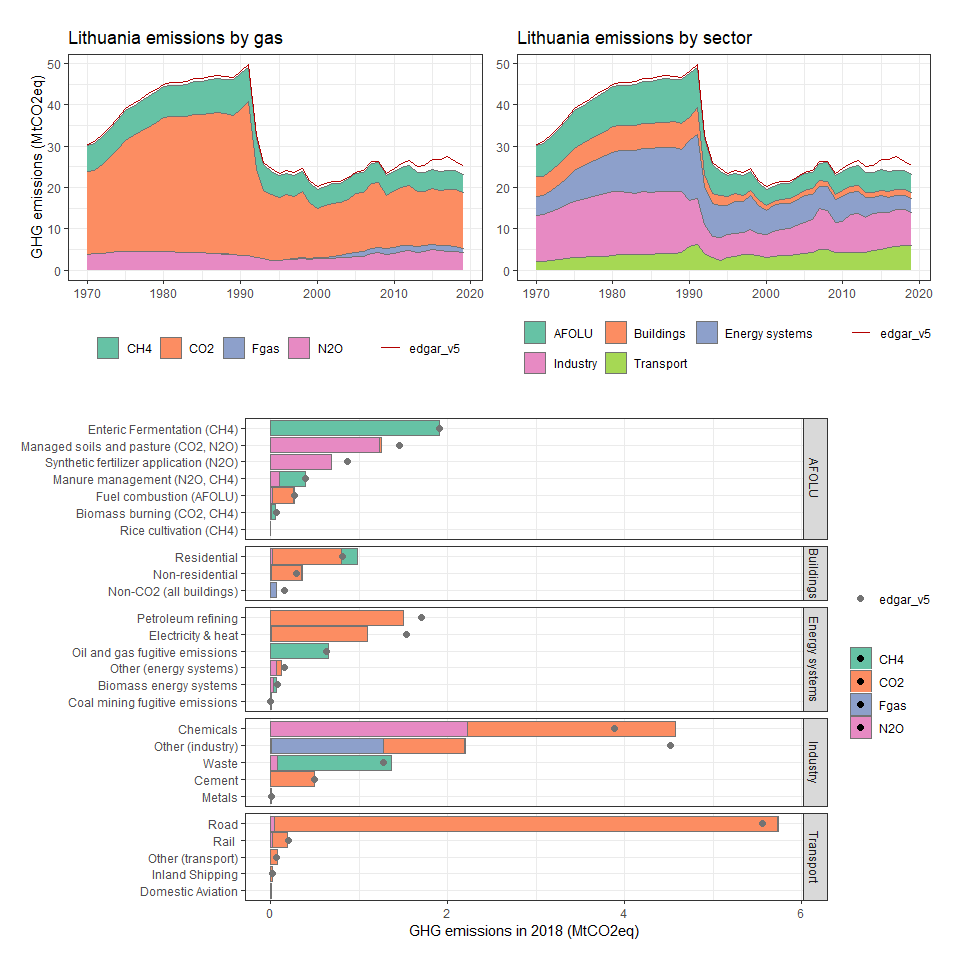 Lithuania emissions by gas
Lithuania emissions by sector
GHG emissions (MtCO2eq)
50
40
30
20
10
0
1970
1980
1990
2000
2010
2020
50
40
30
20
10
0
1970
1980
1990
2000
2010
2020
CH4
CO2
Fgas
N2O
edgar_v5
AFOLU
Buildings
Energy systems
edgar_v5
Industry
Transport
Enteric Fermentation (CH4)
Managed soils and pasture (CO2, N2O)
Synthetic fertilizer application (N2O)
Manure management (N2O, CH4)
Fuel combustion (AFOLU)
Biomass burning (CO2, CH4)
Rice cultivation (CH4)
AFOLU
Residential
Non-residential
Non-CO2 (all buildings)
Buildings
Petroleum refining
Electricity & heat
Oil and gas fugitive emissions
Other (energy systems)
Biomass energy systems
Coal mining fugitive emissions
Energy systems
Chemicals
Other (industry)
Waste
Cement
Metals
Industry
Road
Rail
Other (transport)
Inland Shipping
Domestic Aviation
Transport
0
2
4
6
GHG emissions in 2018 (MtCO2eq)
edgar_v5
CH4
CO2
Fgas
N2O